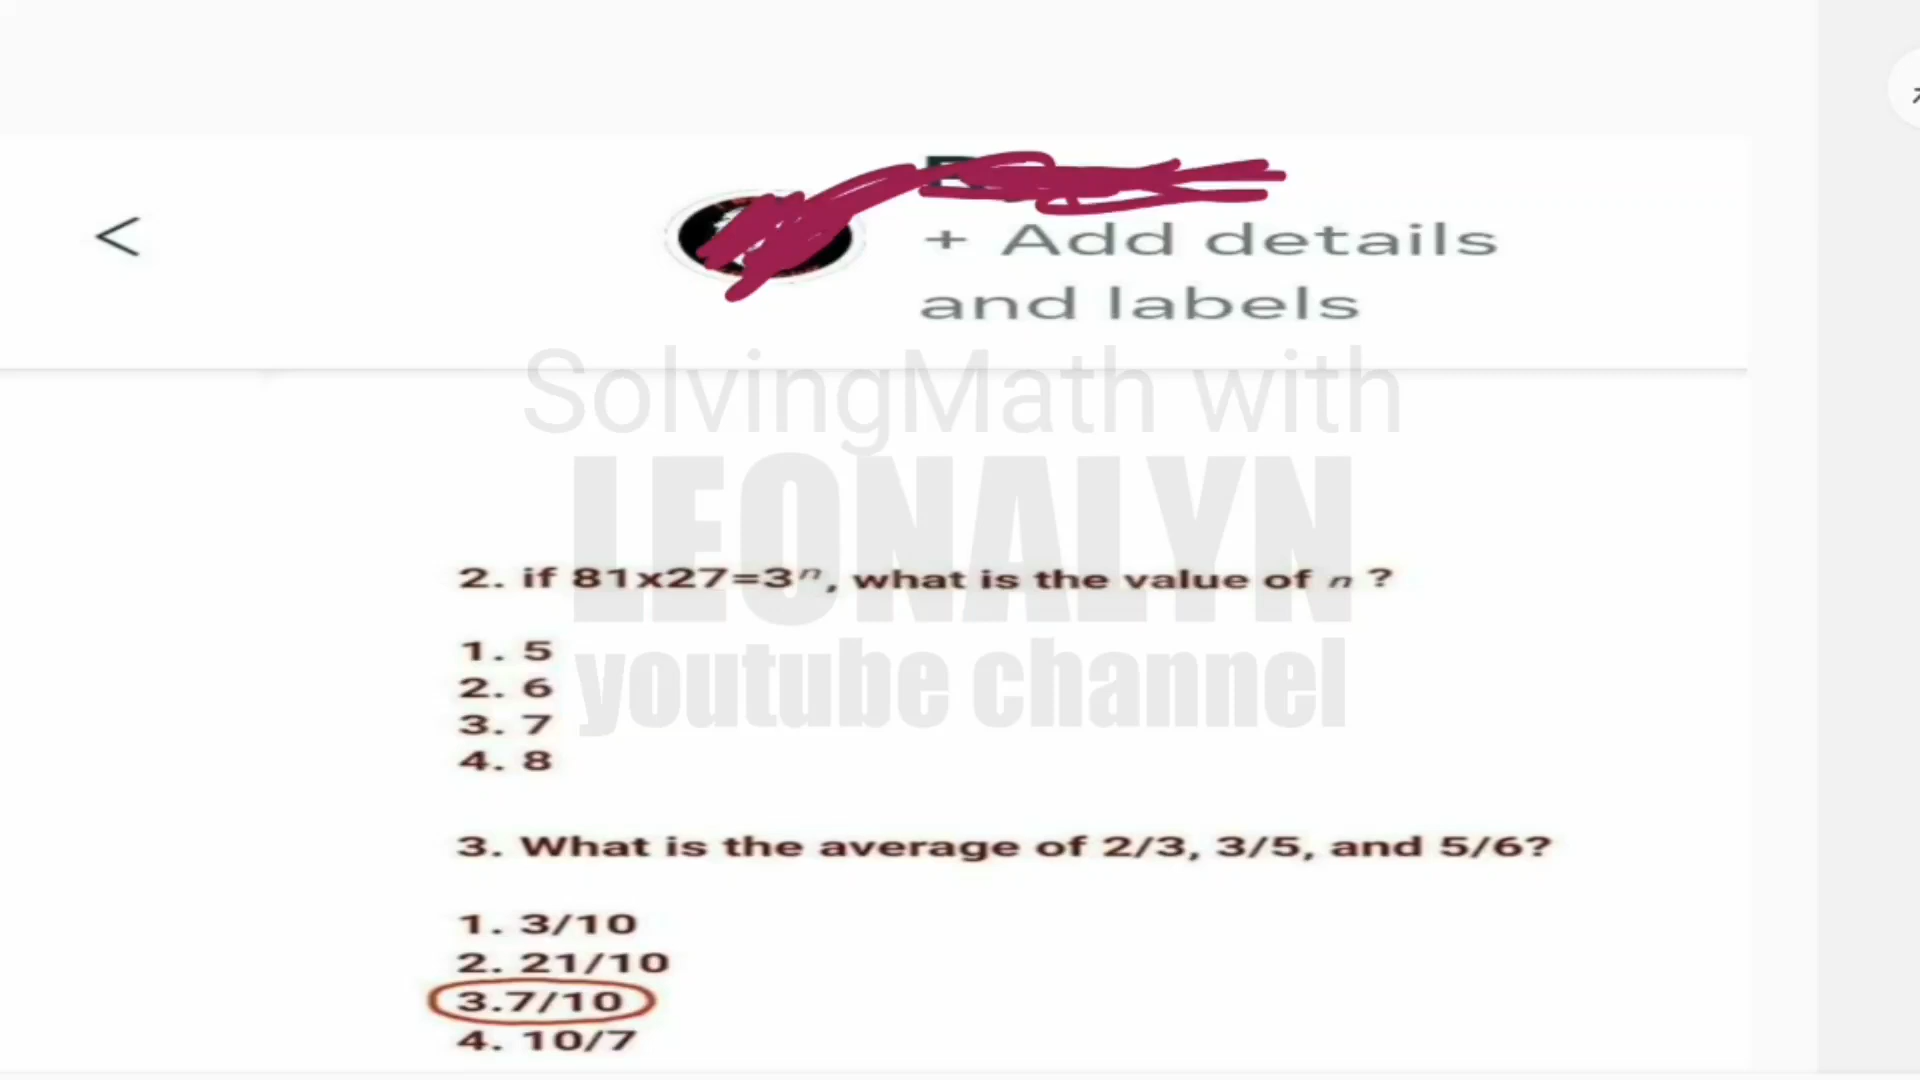 <
+ Add details
and labels
SolvingMath with
LEONALYN
youtube channel
2. if 81x27=3ⁿ, what is the value of n ?
1. 5
2. 6
3. 7
4. 8
3. What is the average of 2/3, 3/5, and 5/6?
1. 3/10
2. 21/10
3.7/10
4. 10/7